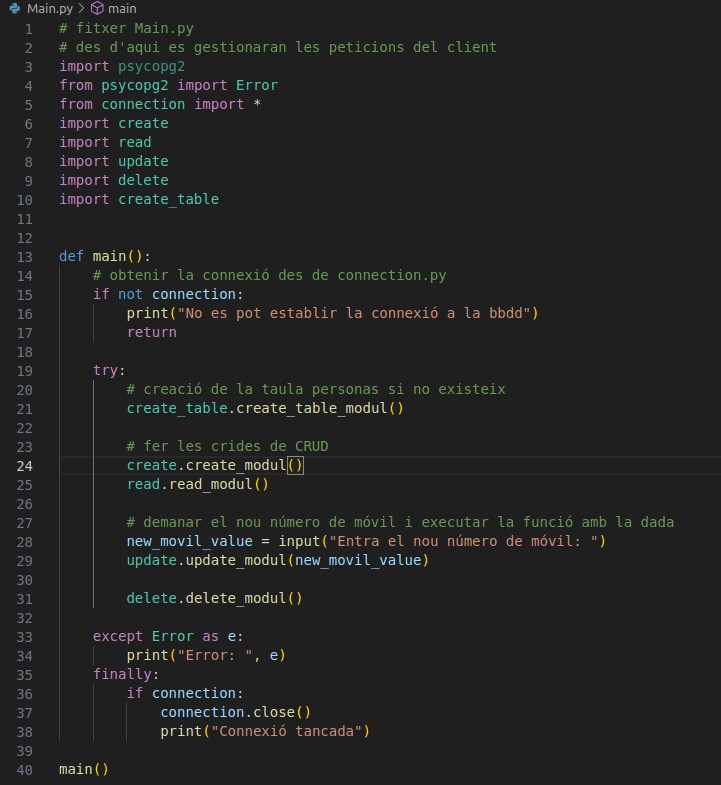 Main.py > main
1 # fitxer Main.py
2 # des d'aqui es gestionaran les peticions del client
3 import psycopg2
4 from psycopg2 import Error
5 from connection import *
6 import create
7 import read
8 import update
9 import delete
10 import create_table
11
12
13 def main():
14     # obtenir la connexió des de connection.py
15     if not connection:
16         print("No es pot establir la connexió a la bbdd")
17         return
18
19     try:
20         # creació de la taula personas si no existeix
21         create_table.create_table_modul()
22
23         # fer les crides de CRUD
24         create.create_modul()
25         read.read_modul()
26
27         # demanar el nou número de móvil i executar la funció amb la dada
28         new_movil_value = input("Entra el nou número de móvil: ")
29         update.update_modul(new_movil_value)
30
31         delete.delete_modul()
32
33     except Error as e:
34         print("Error: ", e)
35     finally:
36         if connection:
37             connection.close()
38             print("Connexió tancada")
39
40 main()